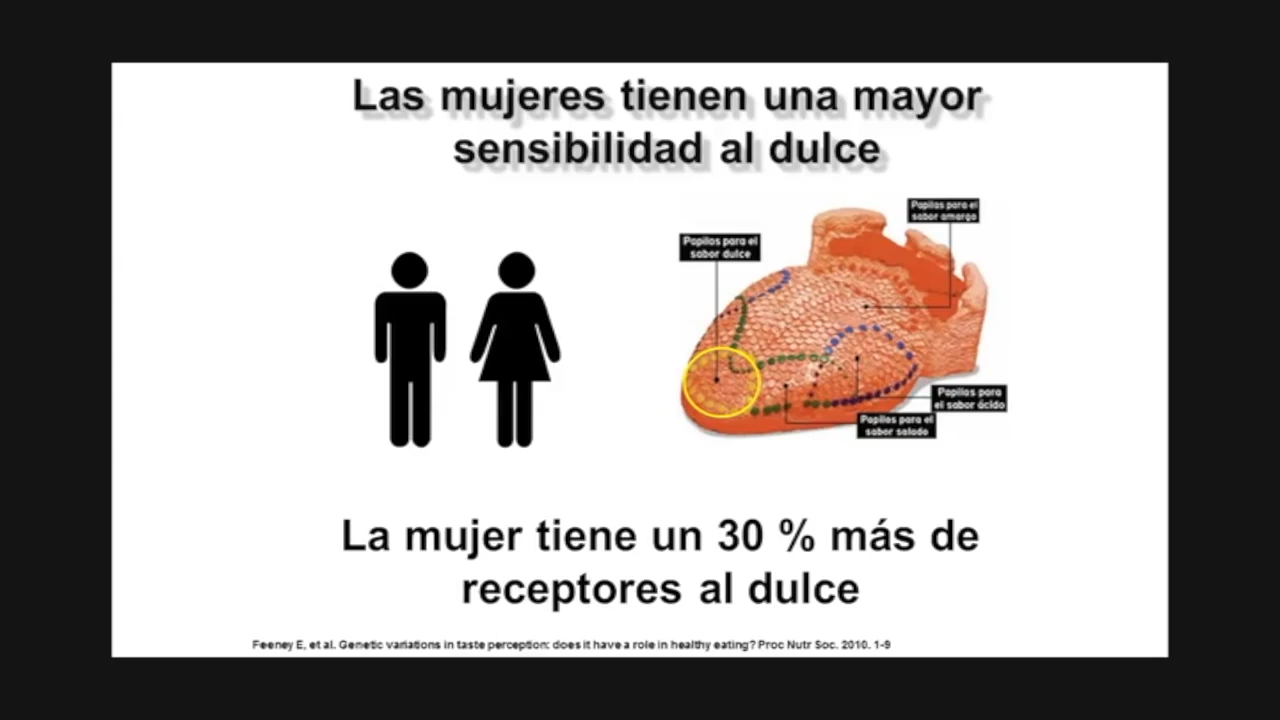 Las mujeres tienen una mayor
sensibilidad al dulce
Papilas para el
sabor amargo
Papilas para el
sabor dulce
Papilas para
el sabor ácido
Papilas para el
sabor salado
La mujer tiene un 30 % más de
receptores al dulce
Feeney E, et al. Genetic variations in taste perception: does it have a role in healthy eating? Proc Nutr Soc. 2010. 1-9